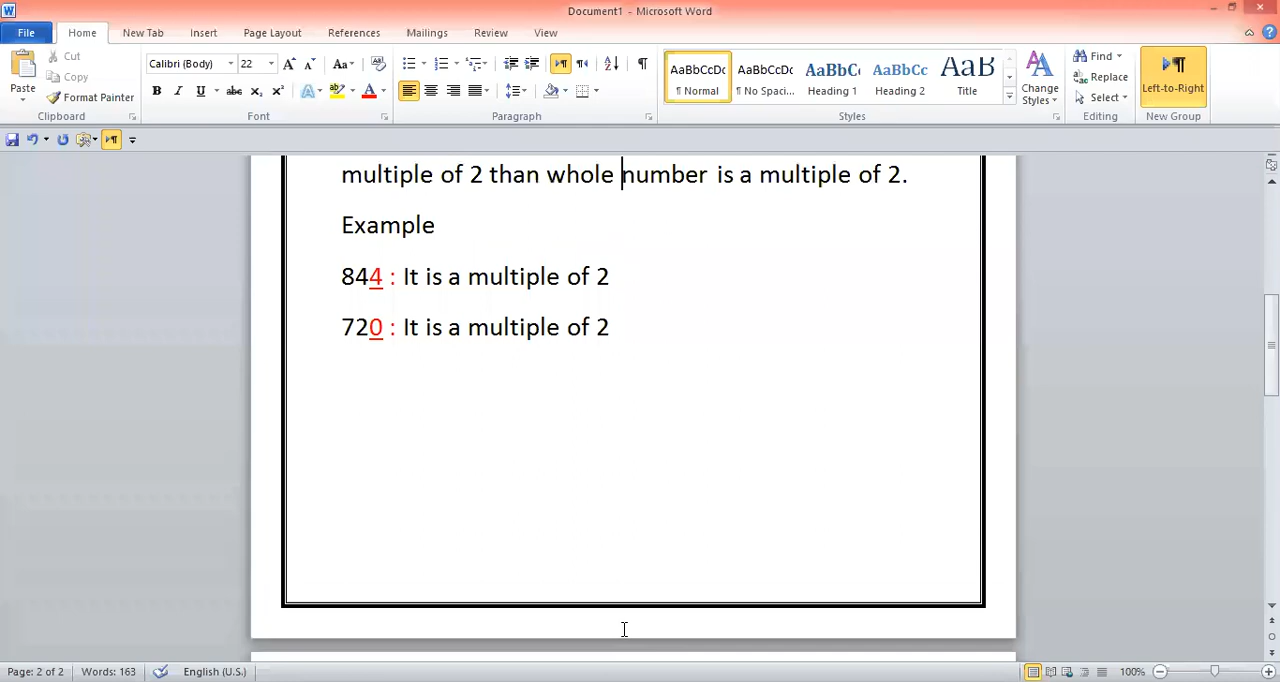 Document1 - Microsoft Word
File Home New Tab Insert Page Layout References Mailings Review View
Cut
Copy
Paste
Format Painter
Clipboard
Calibri (Body) 22
Font
Paragraph
AaBbCcDc AaBbCcDc AaBbC AaBbCc AaB
¶ Normal ¶ No Spaci... Heading 1 Heading 2 Title
Change
Styles
Styles
Find
Replace
Select
Editing
Left-to-Right
New Group
multiple of 2 than whole number is a multiple of 2.
Example
844 : It is a multiple of 2
720 : It is a multiple of 2
Page: 2 of 2 Words: 163 English (U.S.) 100%